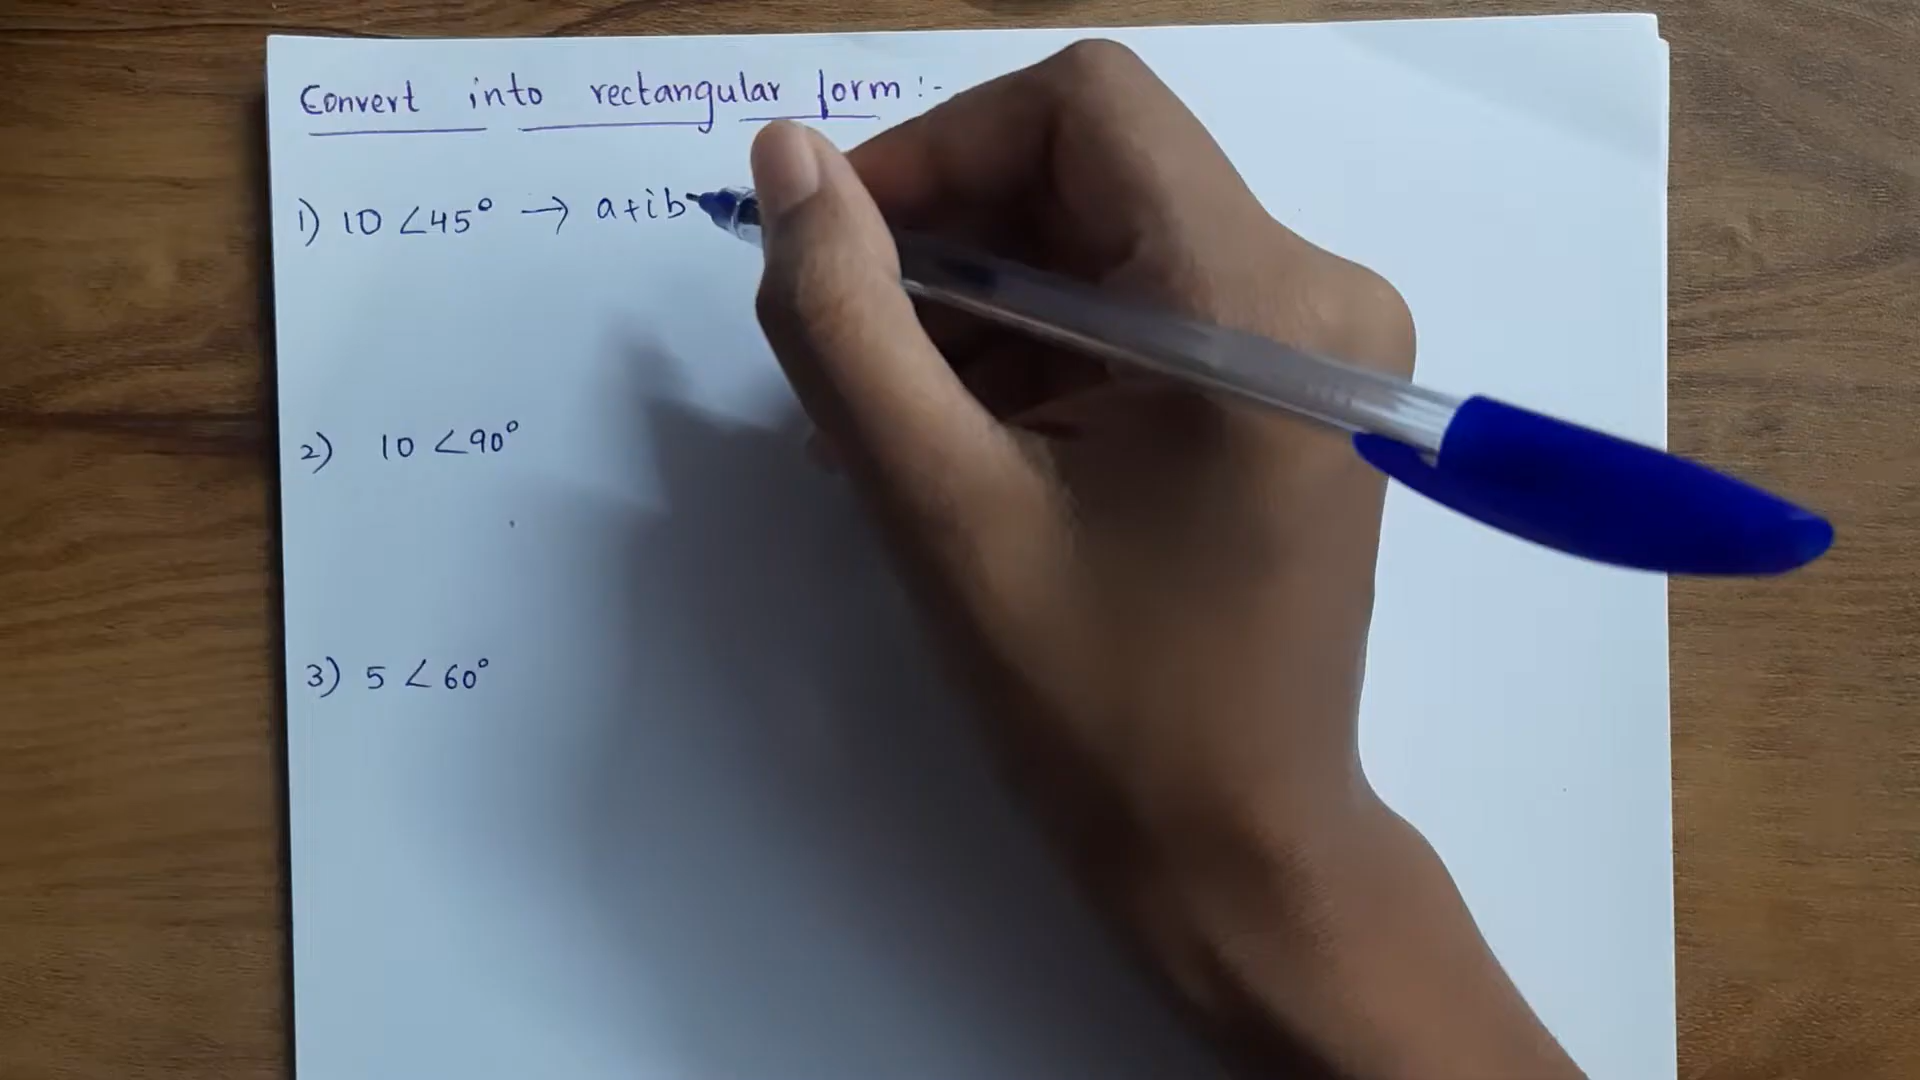 Convert into rectangular form :-
1) 10 ∠45° → a+ib
2) 10 ∠90°
3) 5 ∠60°